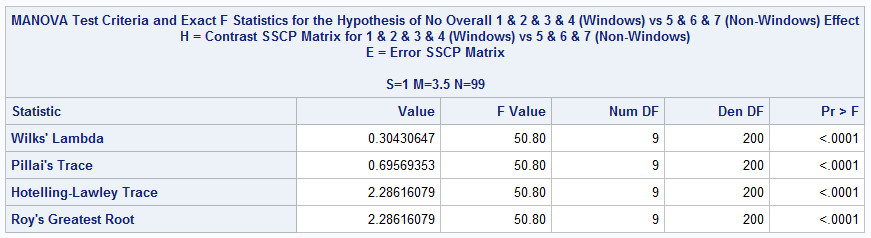 MANOVA Test Criteria and Exact F Statistics for the Hypothesis of No Overall 1 & 2 & 3 & 4 (Windows) vs 5 & 6 & 7 (Non-Windows) Effect
H = Contrast SSCP Matrix for 1 & 2 & 3 & 4 (Windows) vs 5 & 6 & 7 (Non-Windows)
E = Error SSCP Matrix
S=1 M=3.5 N=99
Statistic Value F Value Num DF Den DF Pr > F
Wilks' Lambda 0.30430647 50.80 9 200 <.0001
Pillai's Trace 0.69569353 50.80 9 200 <.0001
Hotelling-Lawley Trace 2.28616079 50.80 9 200 <.0001
Roy's Greatest Root 2.28616079 50.80 9 200 <.0001